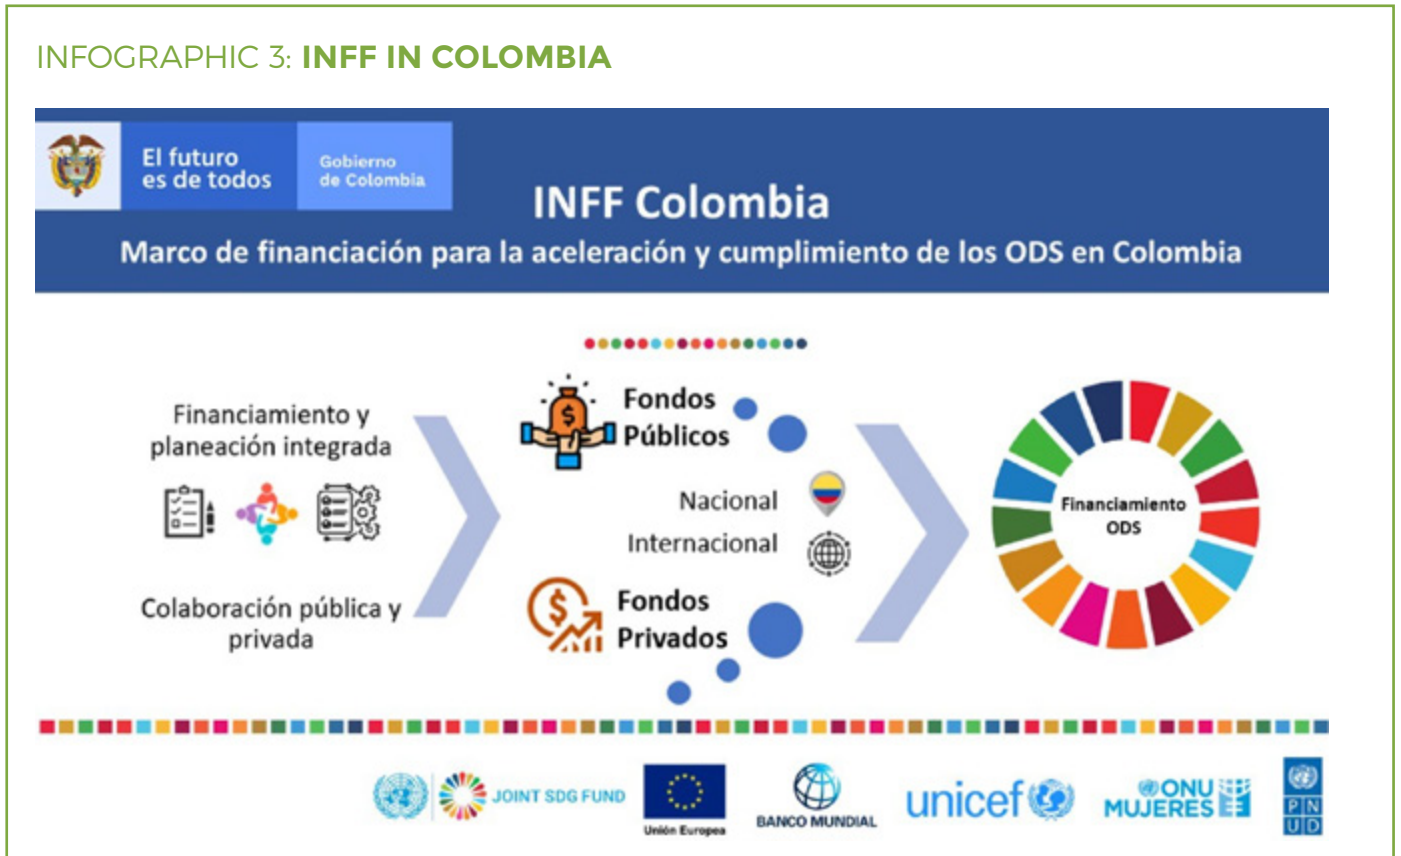 INFOGRAPHIC 3: INFF IN COLOMBIA
El futuro
es de todos
Gobierno
de Colombia
INFF Colombia
Marco de financiación para la aceleración y cumplimiento de los ODS en Colombia
Financiamiento y
planeación integrada
Colaboración pública y
privada
Fondos
Públicos
Nacional
Internacional
Fondos
Privados
Financiamiento
ODS
JOINT SDG FUND
Unión Europea
BANCO MUNDIAL
unicef
ONU
MUJERES
PN
UD